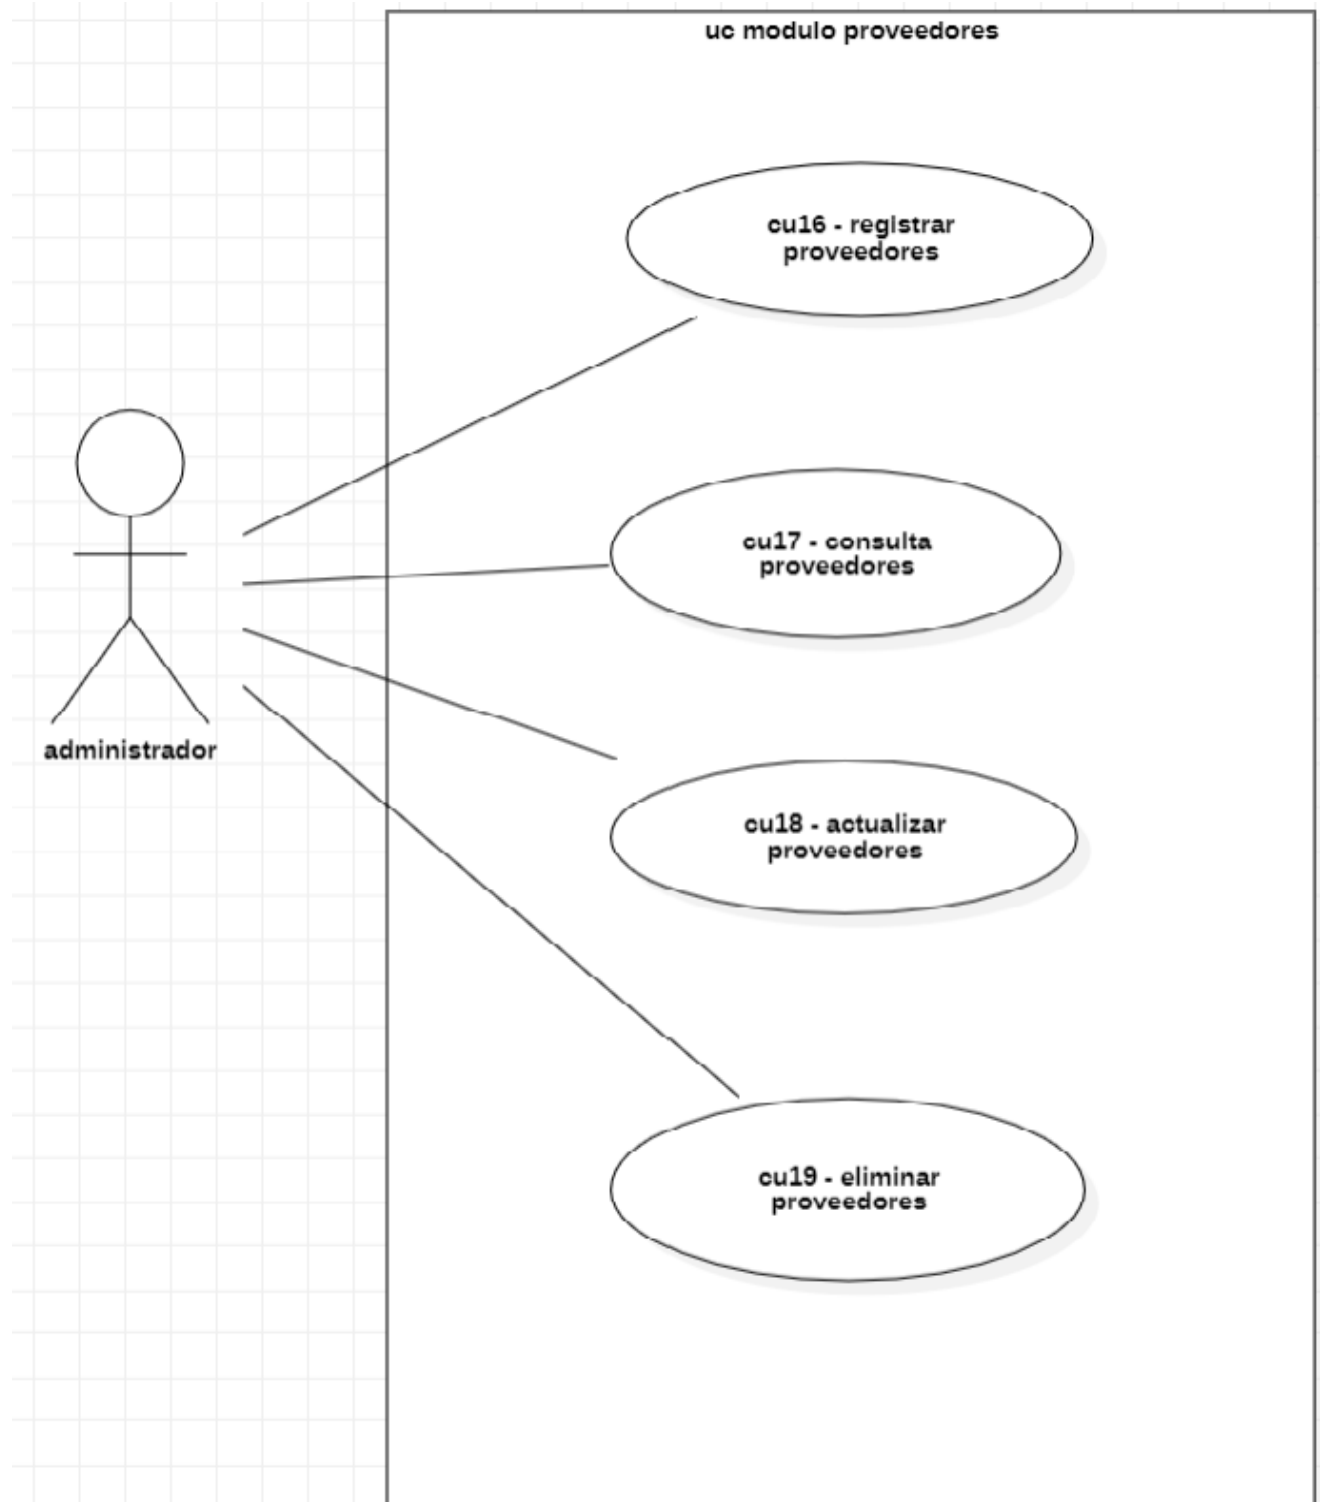 uc modulo proveedores
cu16 - registrar
proveedores
cu17 - consulta
proveedores
administrador
cu18 - actualizar
proveedores
cu19 - eliminar
proveedores